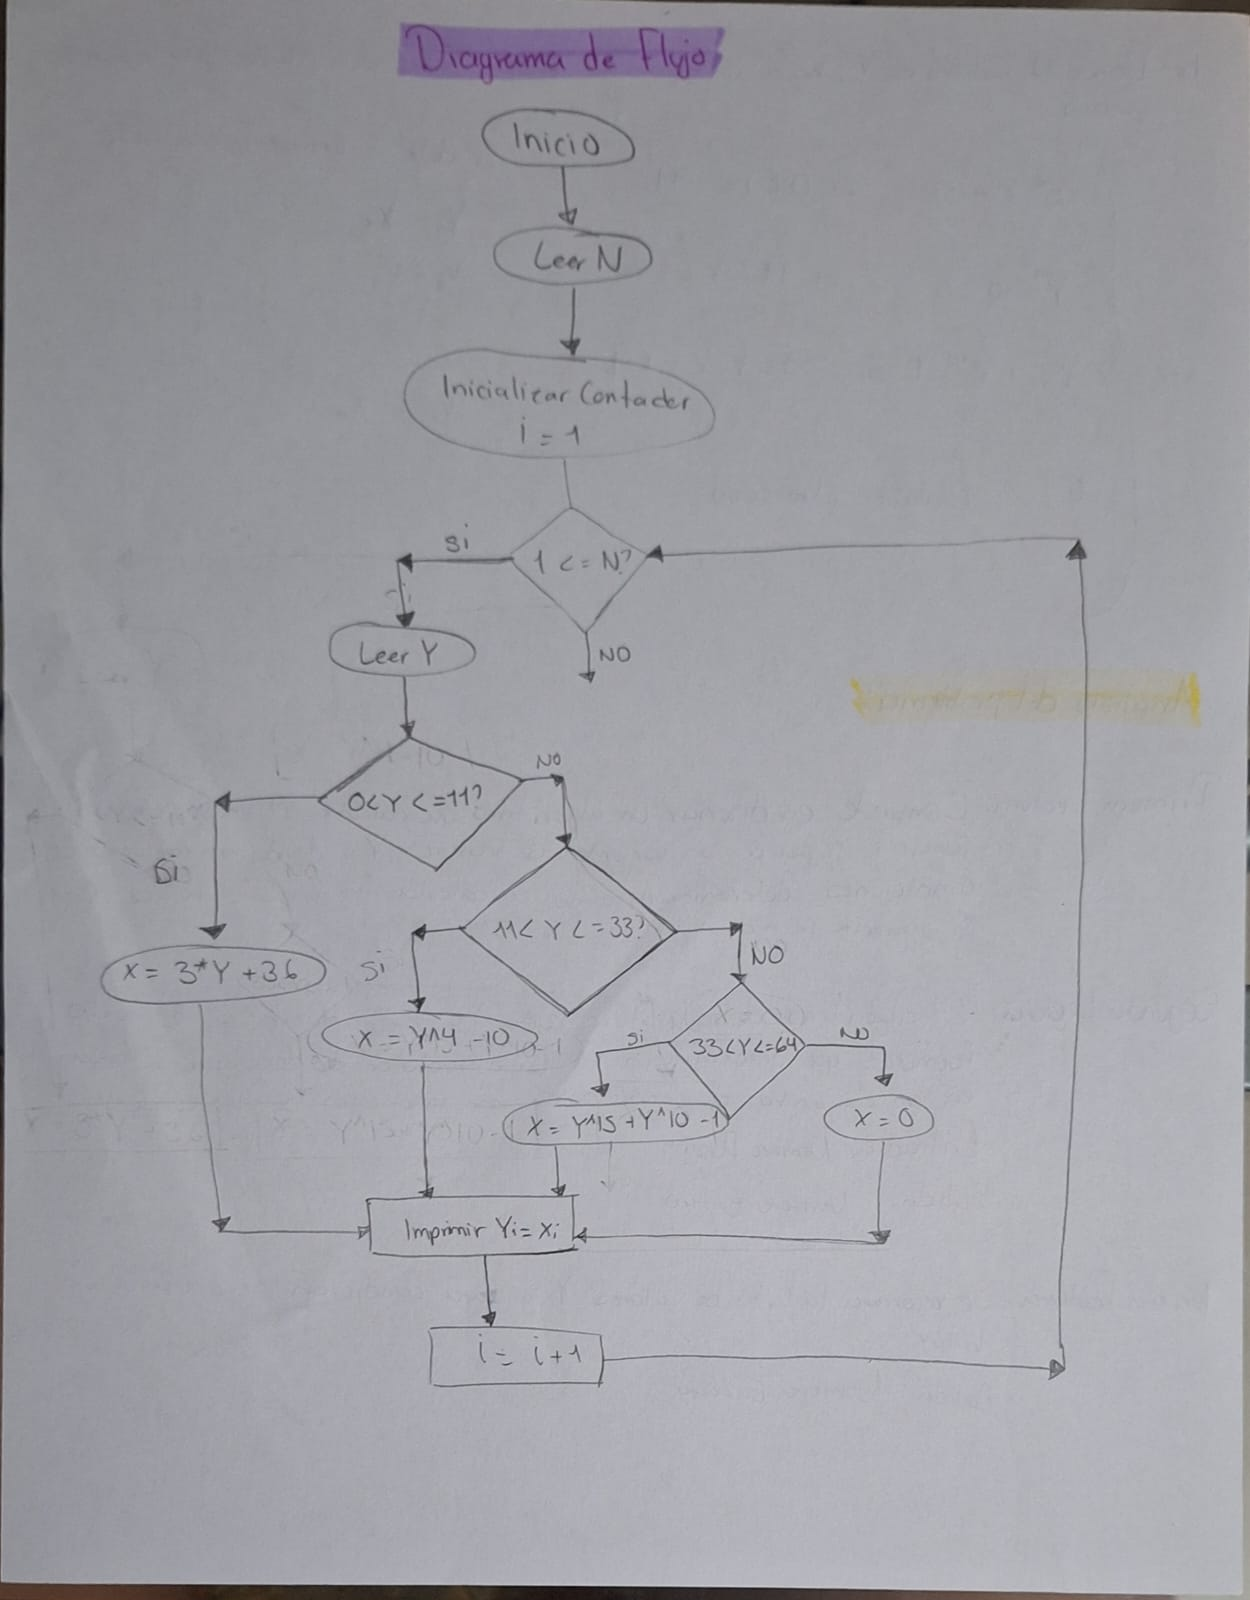 Diagrama de Flujo
Inicio
Leer N
Inicializar Contador
i = 1
si
1 <= N?
NO
Leer Y
0<Y <=11?
NO
Si
11< Y <=33?
Si
NO
X = 3*Y +36
X = Y^4 -10
33<Y<=64
si
NO
X = Y^15 + Y^10 -1
X = 0
Imprimir Yi = Xi
i = i+1